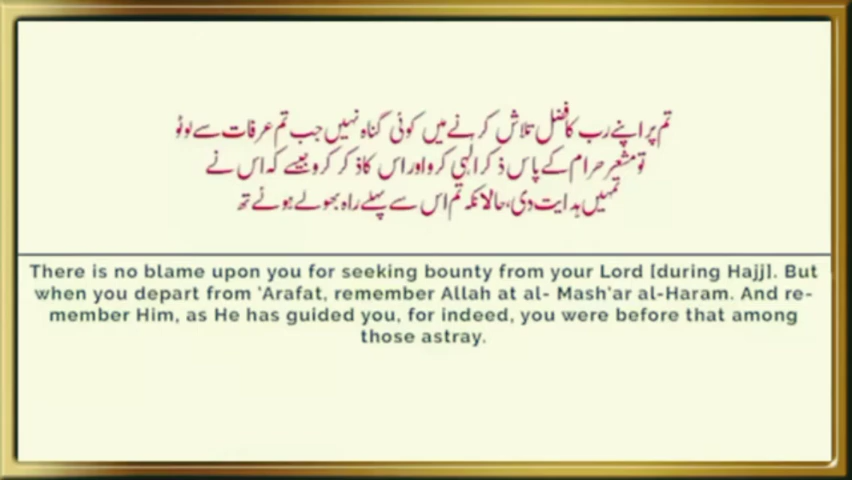 تم پر اپنے رب کا فضل تلاش کرنے میں کوئی گناہ نہیں جب تم عرفات سے لوٹو
تو مشعر حرام کے پاس ذکر الٰہی کرو اور اس کا ذکر کرو جیسے کہ اس نے
تمہیں ہدایت دی، حالانکہ تم اس سے پہلے راہ بھولے ہوئے تھ
There is no blame upon you for seeking bounty from your Lord [during Hajj]. But
when you depart from 'Arafat, remember Allah at al- Mash'ar al-Haram. And re-
member Him, as He has guided you, for indeed, you were before that among
those astray.